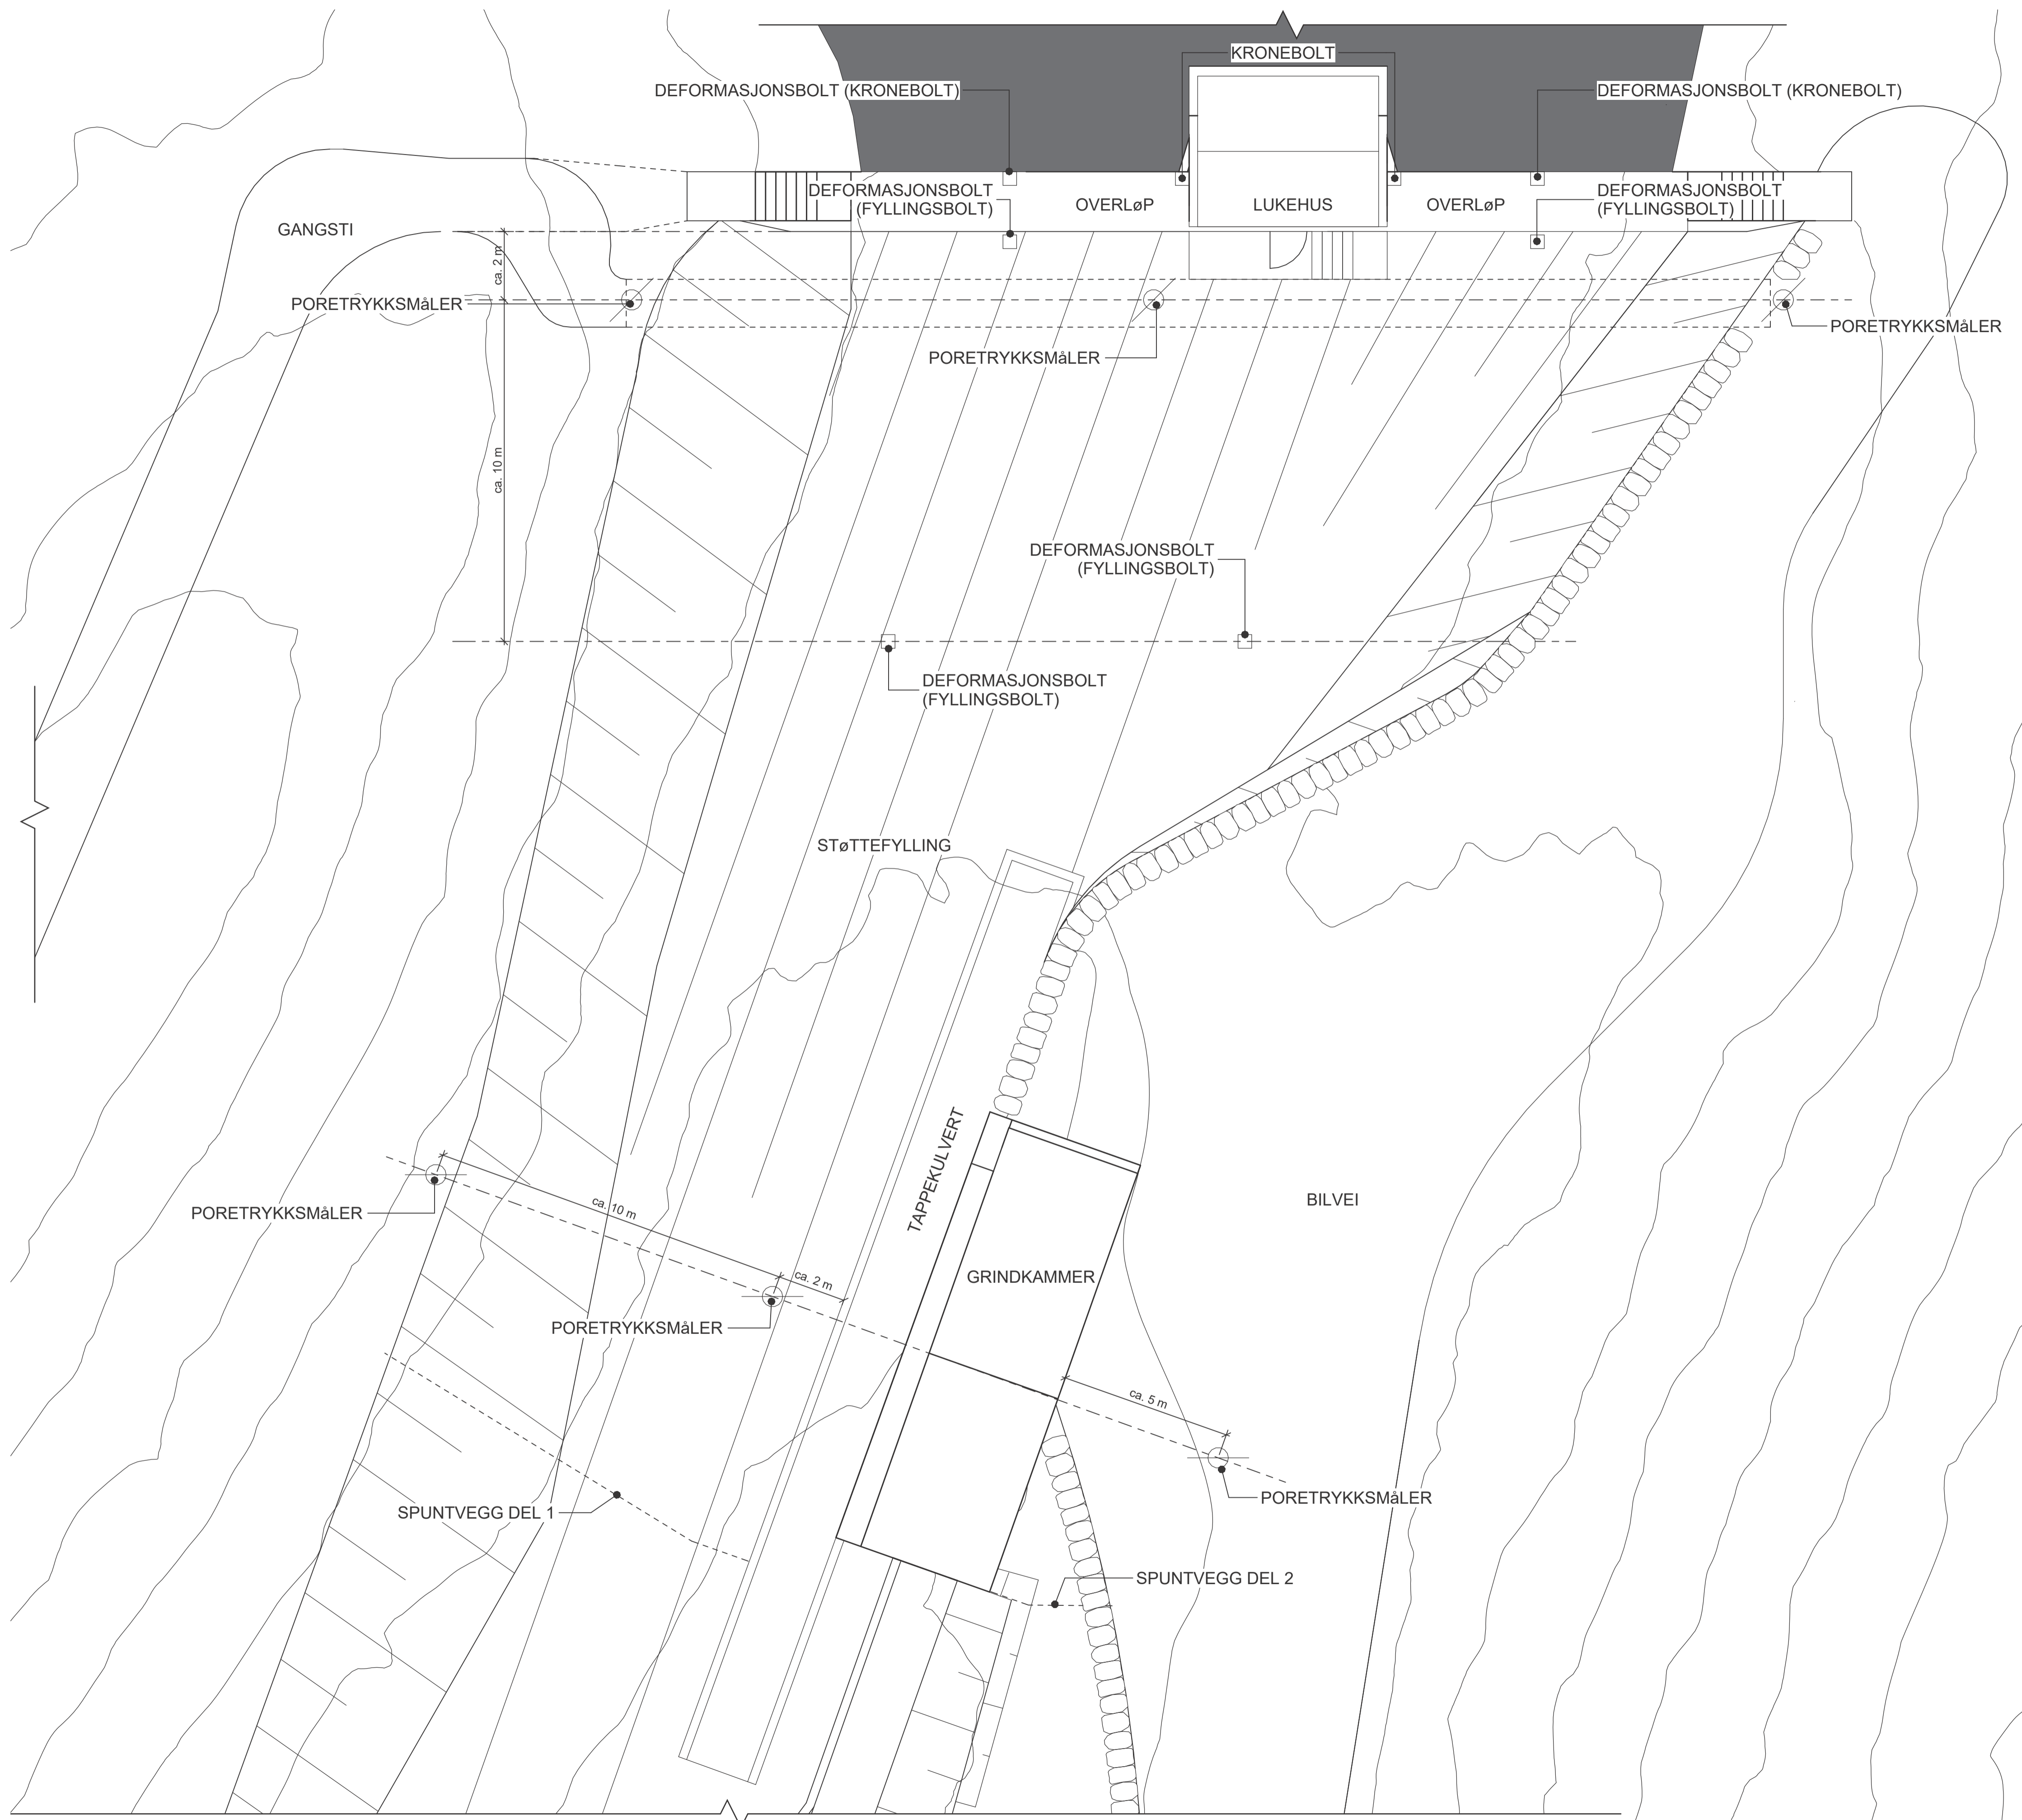 KRONEBOLT
DEFORMASJONSBOLT (KRONEBOLT)
DEFORMASJONSBOLT (KRONEBOLT)
DEFORMASJONSBOLT
(FYLLINGSBOLT)
OVERLøP
LUKEHUS
OVERLøP
DEFORMASJONSBOLT
(FYLLINGSBOLT)
GANGSTI
ca. 2 m
PORETRYKKSMåLER
PORETRYKKSMåLER
PORETRYKKSMåLER
ca. 10 m
DEFORMASJONSBOLT
(FYLLINGSBOLT)
DEFORMASJONSBOLT
(FYLLINGSBOLT)
STøTTEFYLLING
TAPPEKULVERT
BILVEI
PORETRYKKSMåLER
ca. 10 m
ca. 2 m
GRINDKAMMER
PORETRYKKSMåLER
ca. 5 m
PORETRYKKSMåLER
SPUNTVEGG DEL 1
SPUNTVEGG DEL 2